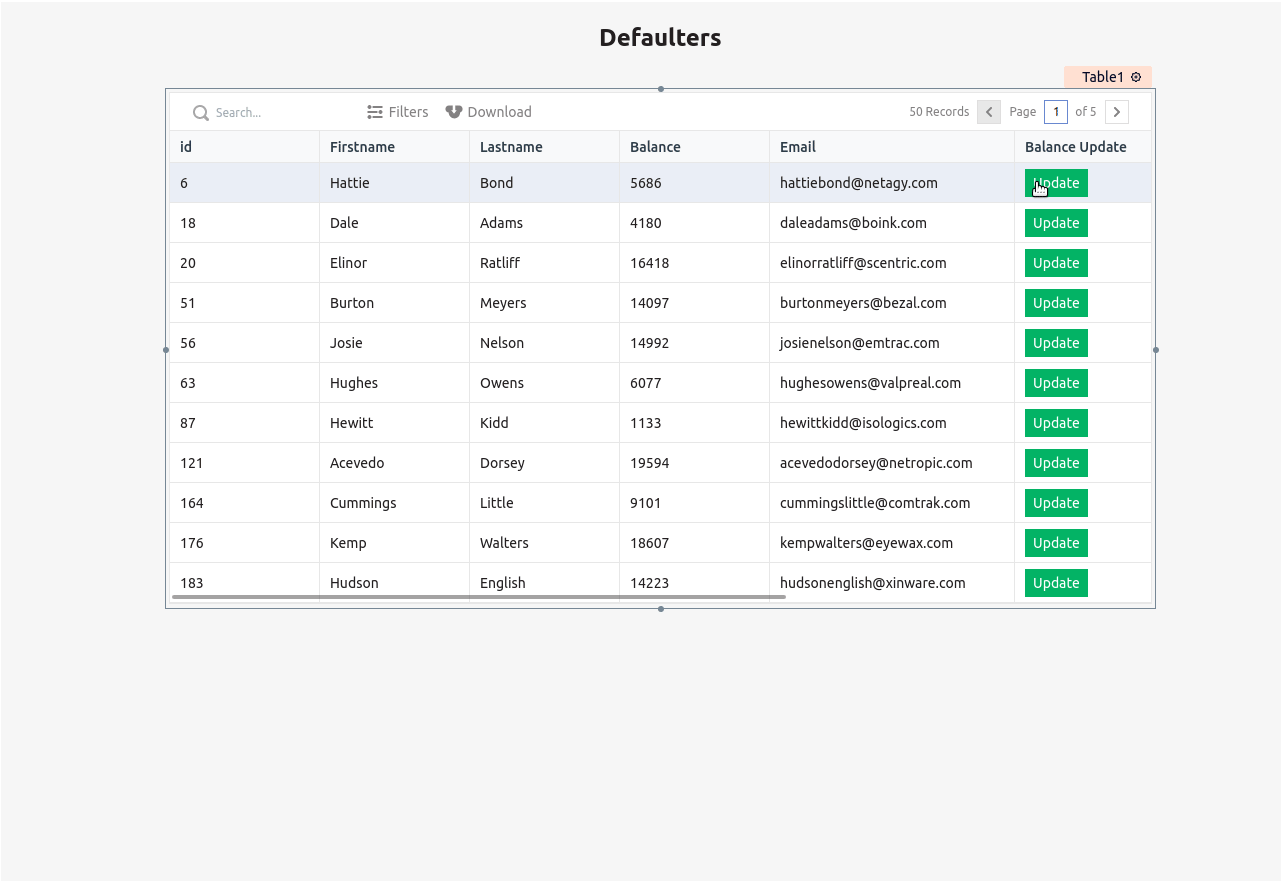 Defaulters
Table1
Search... Filters Download 50 Records Page 1 of 5
id Firstname Lastname Balance Email Balance Update
6 Hattie Bond 5686 hattiebond@netagy.com Update
18 Dale Adams 4180 daleadams@boink.com Update
20 Elinor Ratliff 16418 elinorratliff@scentric.com Update
51 Burton Meyers 14097 burtonmeyers@bezal.com Update
56 Josie Nelson 14992 josienelson@emtrac.com Update
63 Hughes Owens 6077 hughesowens@valpreal.com Update
87 Hewitt Kidd 1133 hewittkidd@isologics.com Update
121 Acevedo Dorsey 19594 acevedodorsey@netropic.com Update
164 Cummings Little 9101 cummingslittle@comtrak.com Update
176 Kemp Walters 18607 kempwalters@eyewax.com Update
183 Hudson English 14223 hudsonenglish@xinware.com Update